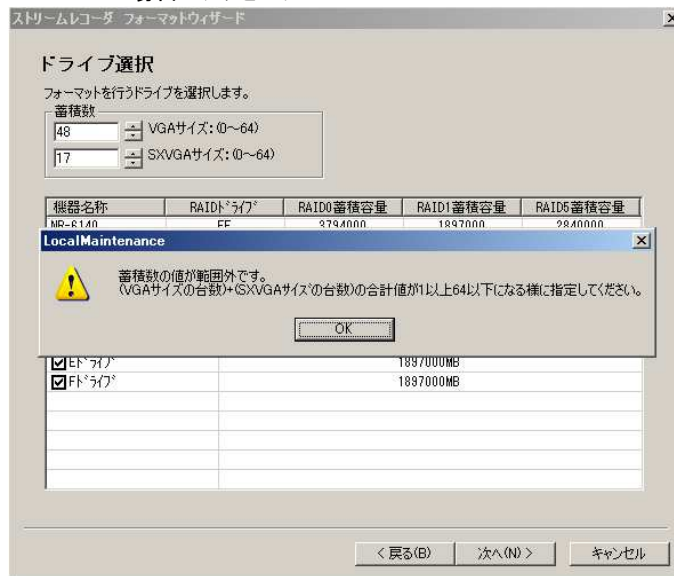 ストリームレコーダ フォーマットウィザード
ドライブ選択
フォーマットを行うドライブを選択します。
蓄積数
48 VGAサイズ:(0～64)
17 SXVGAサイズ:(0～64)
機器名称 RAIDﾄﾞﾗｲﾌﾞ RAID0蓄積容量 RAID1蓄積容量 RAID5蓄積容量
NR-6140 EF 3794000 1897000 2840000
LocalMaintenance
蓄積数の値が範囲外です。
(VGAサイズの台数)+(SXVGAサイズの台数)の合計値が1以上64以下になる様に指定してください。
OK
Eﾄﾞﾗｲﾌﾞ 1897000MB
Fﾄﾞﾗｲﾌﾞ 1897000MB
< 戻る(B) 次へ(N) > キャンセル